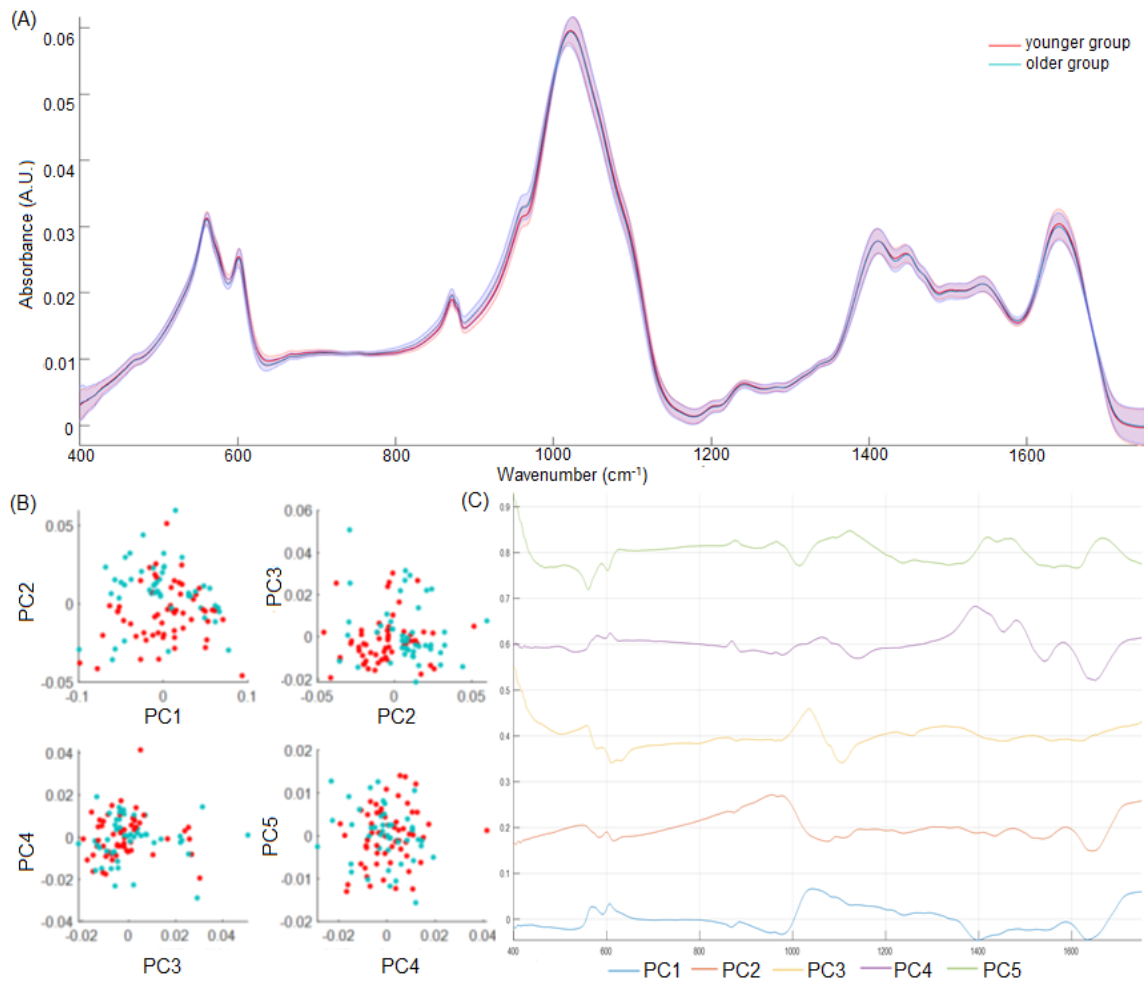 (A)
younger group
older group
Absorbance (A.U.)
0.06
0.05
0.04
0.03
0.02
0.01
0
400 600 800 1000 1200 1400 1600
Wavenumber (cm⁻¹)
(B)
PC2
0.05
0
-0.05
-0.1 0 0.1
PC1
PC3
0.06
0.04
0.02
0
-0.02
-0.05 0 0.05
PC2
PC4
0.04
0.02
0
-0.02
-0.04
-0.02 0 0.02 0.04
PC3
PC5
0.02
0.01
0
-0.01
-0.02
-0.02 0 0.02 0.04
PC4
(C)
0.9
0.8
0.7
0.6
0.5
0.4
0.3
0.2
0.1
0
400 600 800 1000 1200 1400 1600
PC1 PC2 PC3 PC4 PC5